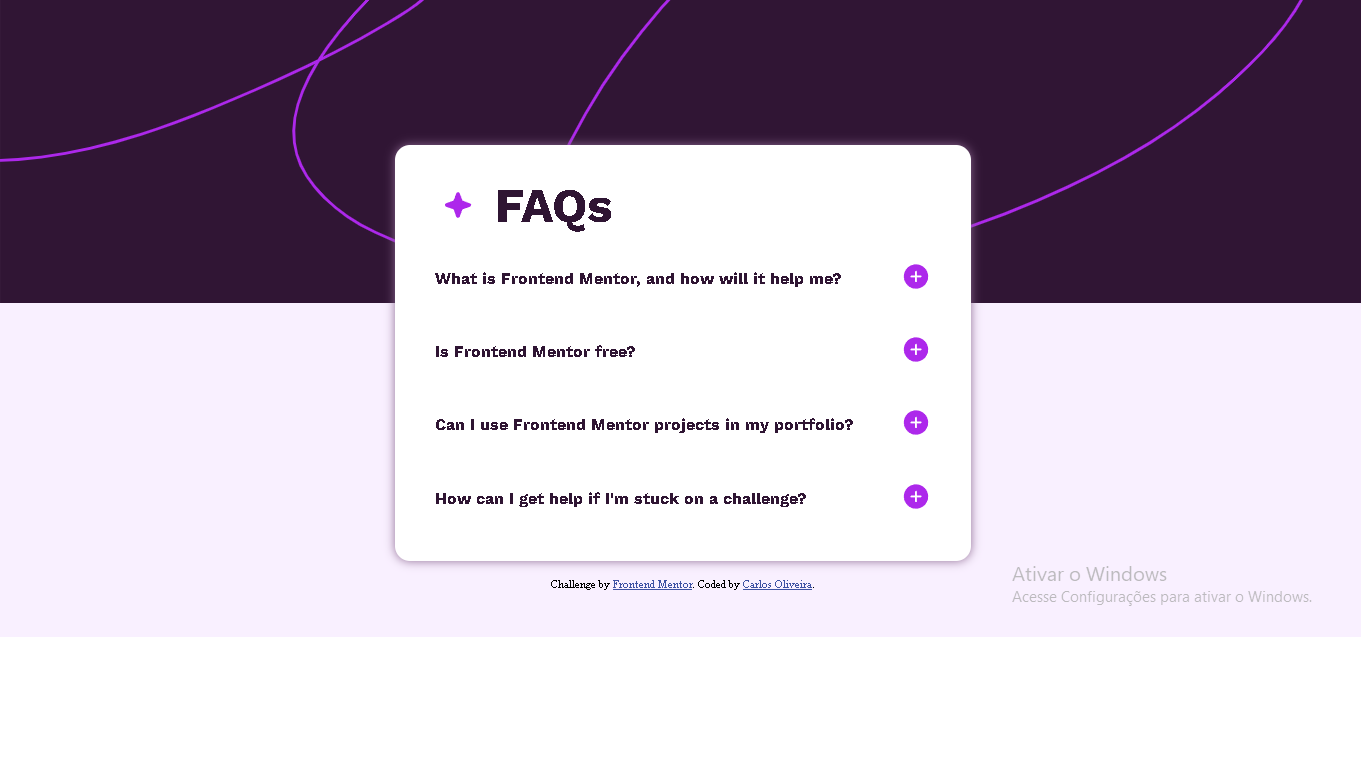 FAQs
What is Frontend Mentor, and how will it help me?
Is Frontend Mentor free?
Can I use Frontend Mentor projects in my portfolio?
How can I get help if I'm stuck on a challenge?
Challenge by Frontend Mentor. Coded by Carlos Oliveira.
Ativar o Windows
Acesse Configurações para ativar o Windows.